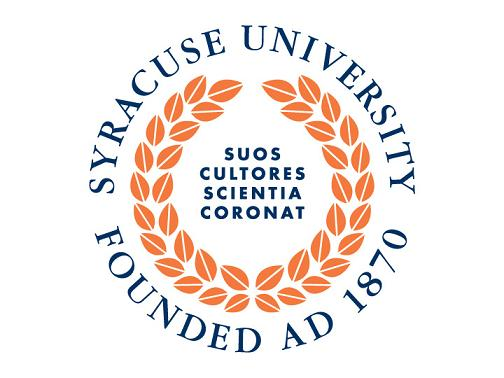 SYRACUSE UNIVERSITY
SUOS
CULTORES
SCIENTIA
CORONAT
FOUNDED AD 1870